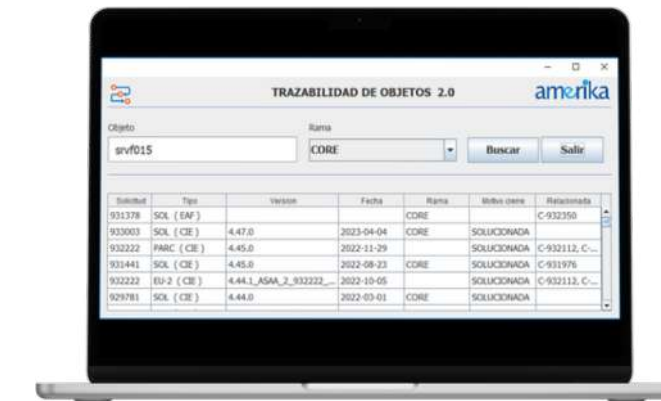 TRAZABILIDAD DE OBJETOS 2.0
amerika
Objeto
Rama
srvf015
CORE
Buscar
Salir
Solicitud Tipo Version Fecha Rama Motivo cierre Relacionada
931378 SOL ( EAF ) CORE C-932350
933003 SOL ( CIE ) 4.47.0 2023-04-04 CORE SOLUCIONADA
932222 PARC ( CIE ) 4.45.0 2022-11-29 SOLUCIONADA C-932112, C-...
931441 SOL ( CIE ) 4.45.0 2022-08-23 CORE SOLUCIONADA C-931976
932222 EU-2 ( CIE ) 4.44.1_ASAA_2_932222_... 2022-10-05 SOLUCIONADA C-932112, C-...
929781 SOL ( CIE ) 4.44.0 2022-03-01 CORE SOLUCIONADA